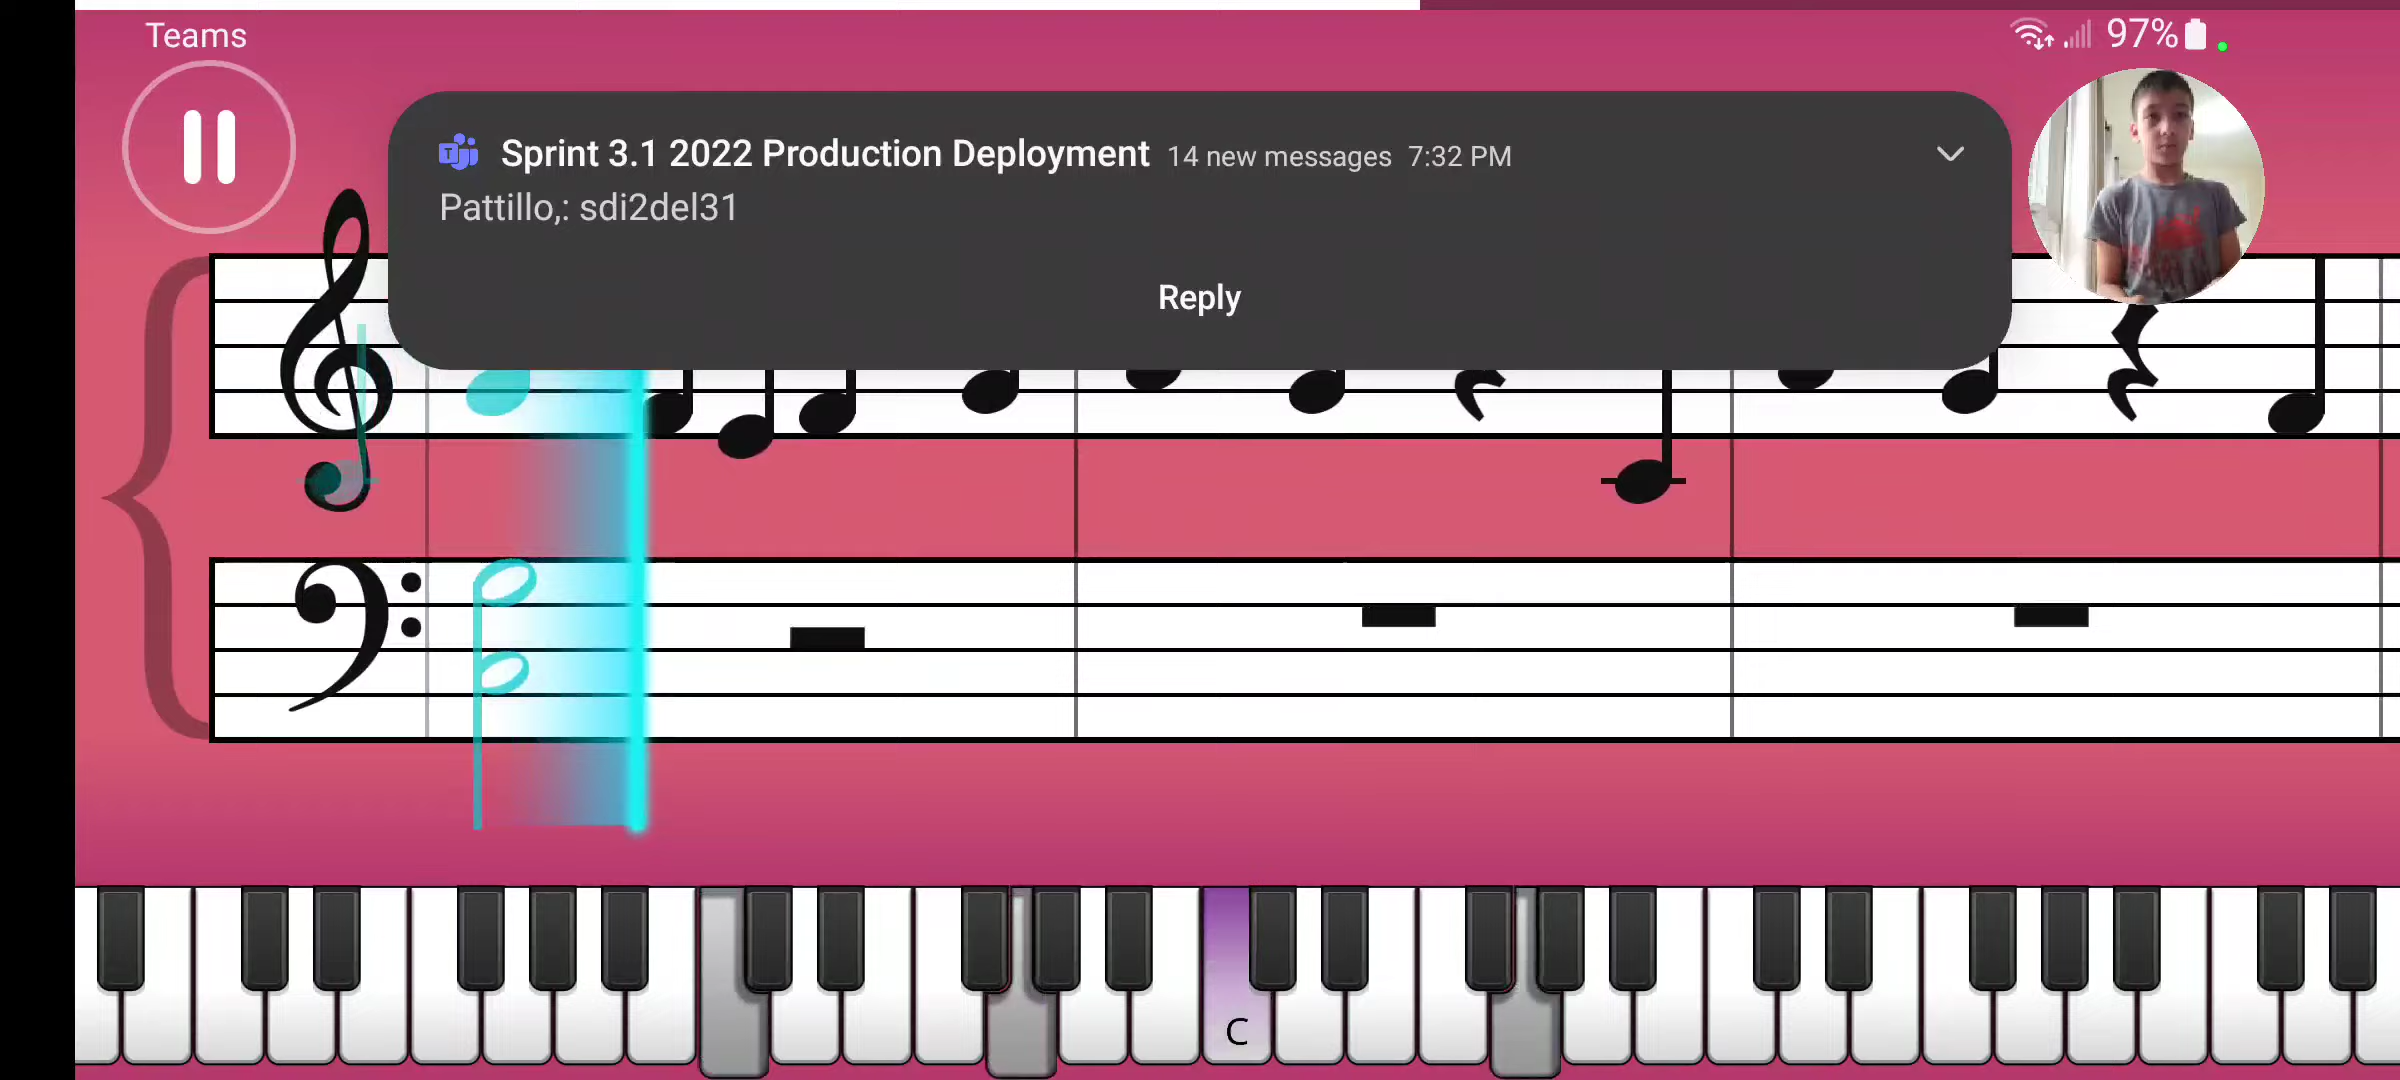 Teams
97%
Sprint 3.1 2022 Production Deployment 14 new messages 7:32 PM
Pattillo,: sdi2del31
Reply
C